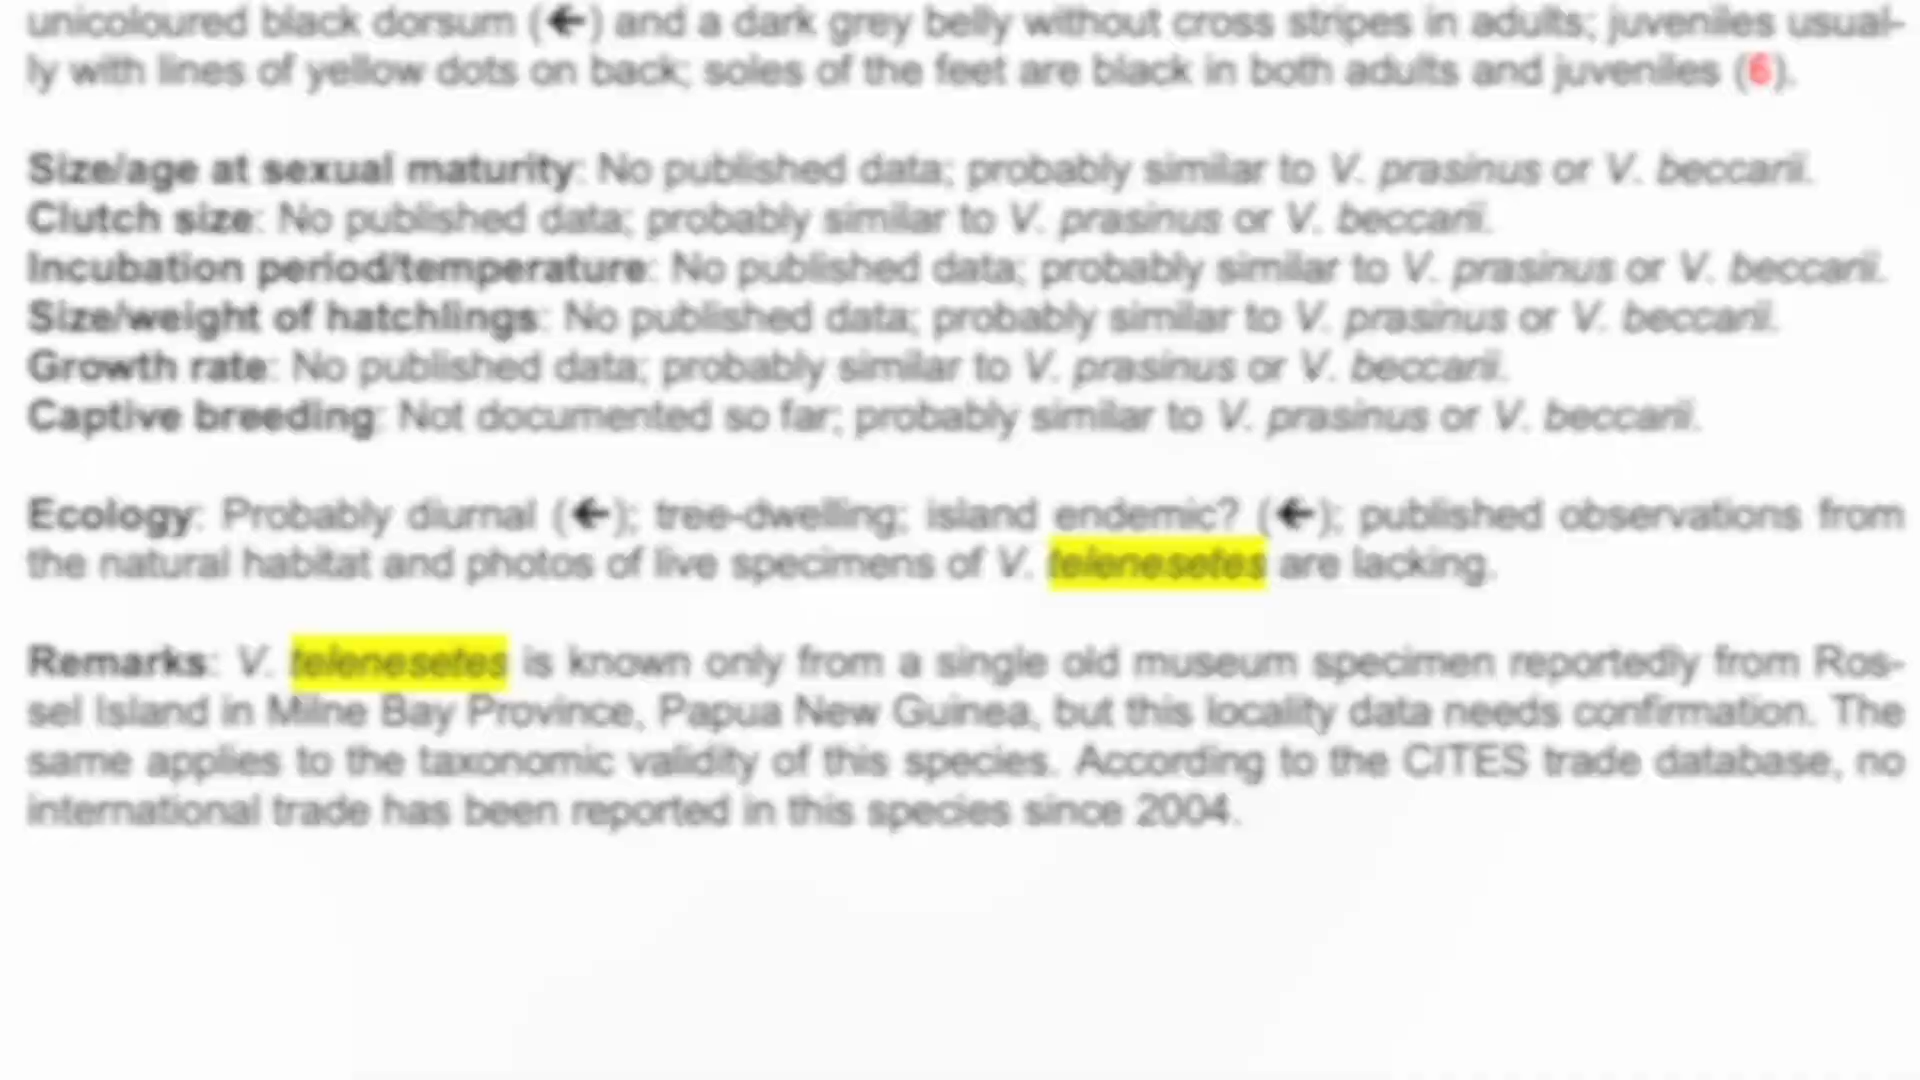 unicoloured black dorsum (←) and a dark grey belly without cross stripes in adults; juveniles usual-
ly with lines of yellow dots on back; soles of the feet are black in both adults and juveniles (6).
Size/age at sexual maturity: No published data; probably similar to V. prasinus or V. beccarii.
Clutch size: No published data; probably similar to V. prasinus or V. beccarii.
Incubation period/temperature: No published data; probably similar to V. prasinus or V. beccarii.
Size/weight of hatchlings: No published data; probably similar to V. prasinus or V. beccarii.
Growth rate: No published data; probably similar to V. prasinus or V. beccarii.
Captive breeding: Not documented so far; probably similar to V. prasinus or V. beccarii.
Ecology: Probably diurnal (←); tree-dwelling; island endemic? (←); published observations from
the natural habitat and photos of live specimens of V. telenesetes are lacking.
Remarks: V. telenesetes is known only from a single old museum specimen reportedly from Ros-
sel Island in Milne Bay Province, Papua New Guinea, but this locality data needs confirmation. The
same applies to the taxonomic validity of this species. According to the CITES trade database, no
international trade has been reported in this species since 2004.